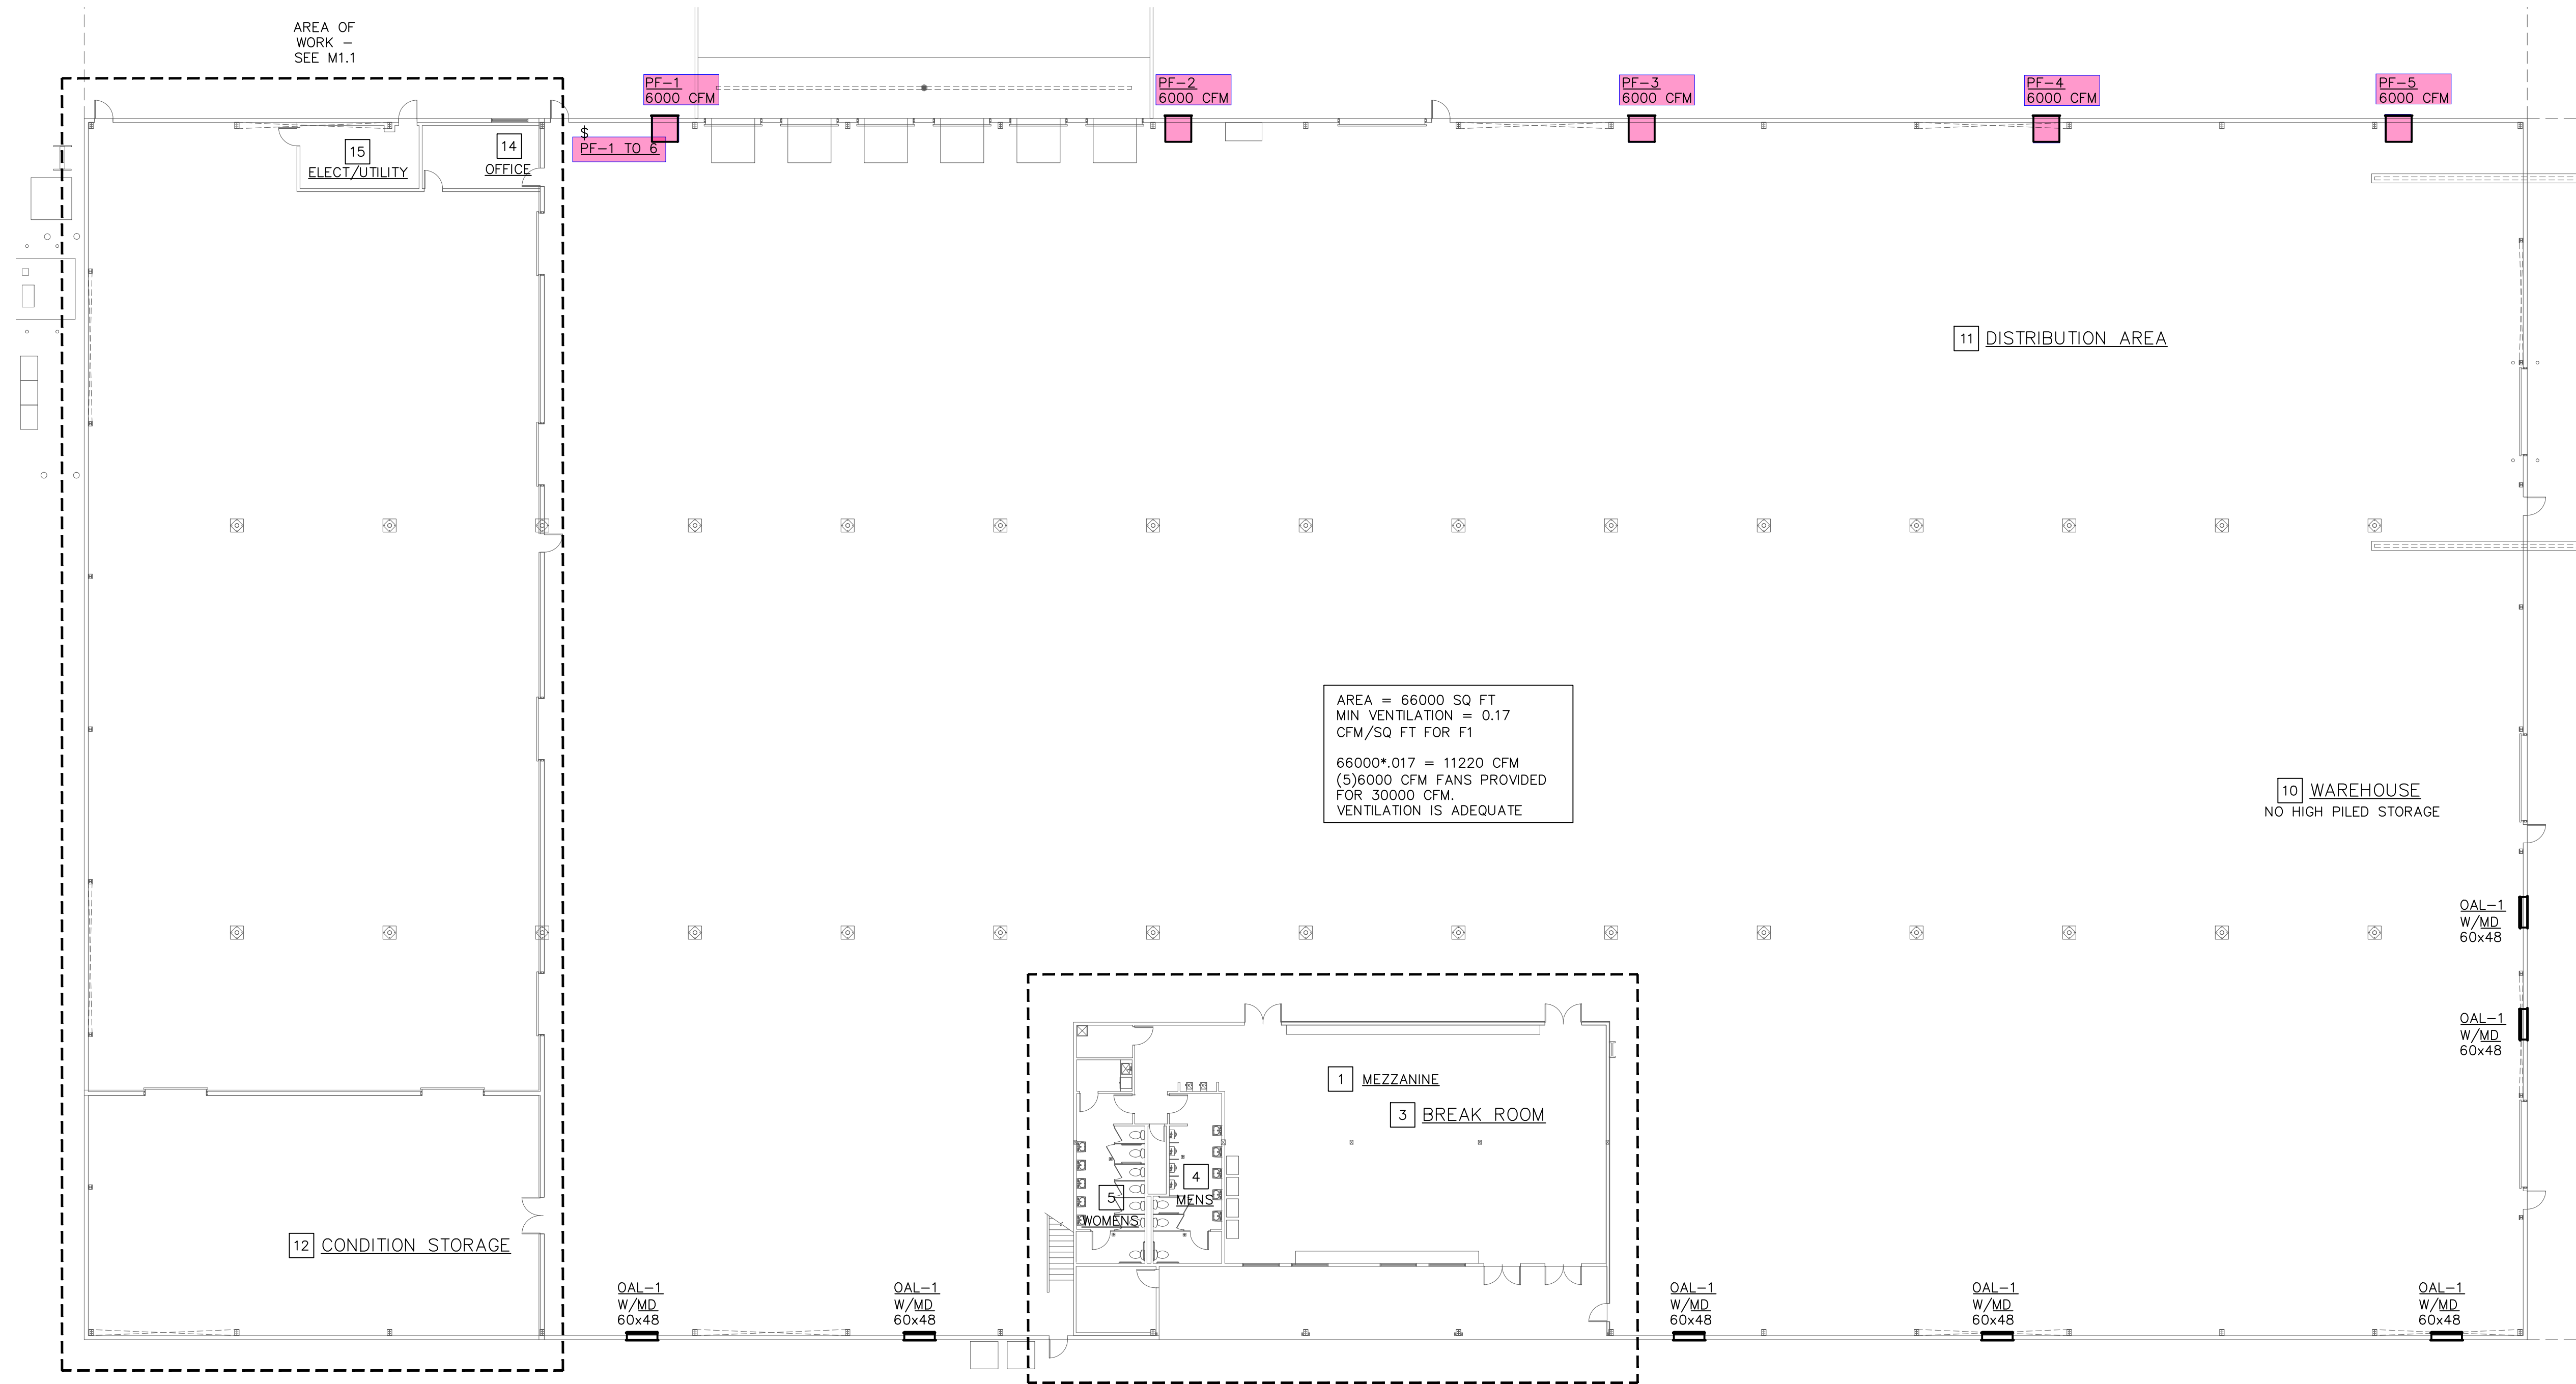 AREA OF
WORK –
SEE M1.1
PF–1
6000 CFM
PF–2
6000 CFM
PF–3
6000 CFM
PF–4
6000 CFM
PF–5
6000 CFM
$
PF–1 TO 6
15
ELECT/UTILITY
14
OFFICE
11 DISTRIBUTION AREA
AREA = 66000 SQ FT
MIN VENTILATION = 0.17
CFM/SQ FT FOR F1
66000*.017 = 11220 CFM
(5)6000 CFM FANS PROVIDED
FOR 30000 CFM.
VENTILATION IS ADEQUATE
10 WAREHOUSE
NO HIGH PILED STORAGE
OAL–1
W/MD
60x48
OAL–1
W/MD
60x48
1 MEZZANINE
3 BREAK ROOM
4
MENS
5
WOMENS
12 CONDITION STORAGE
OAL–1
W/MD
60x48
OAL–1
W/MD
60x48
OAL–1
W/MD
60x48
OAL–1
W/MD
60x48
OAL–1
W/MD
60x48